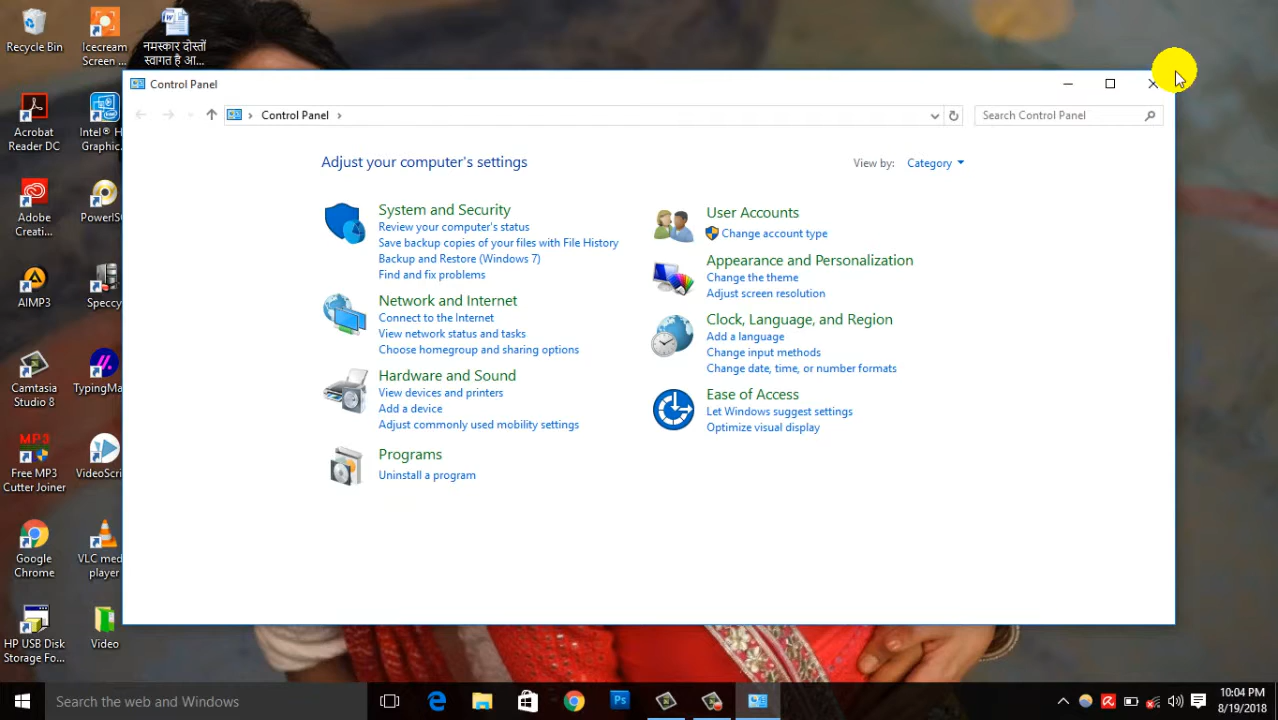 Recycle Bin
Icecream
Screen ...
नमस्कार दोस्तों
स्वागत है आ...
Acrobat
Reader DC
Intel® H
Graphic.
Adobe
Creati...
PowerIS
AIMP3
Speccy
Camtasia
Studio 8
TypingMa
MP3
Free MP3
Cutter Joiner
VideoScri
Google
Chrome
VLC med
player
HP USB Disk
Storage Fo...
Video
Control Panel
Control Panel
Search Control Panel
Adjust your computer's settings
View by: Category
System and Security
Review your computer's status
Save backup copies of your files with File History
Backup and Restore (Windows 7)
Find and fix problems
Network and Internet
Connect to the Internet
View network status and tasks
Choose homegroup and sharing options
Hardware and Sound
View devices and printers
Add a device
Adjust commonly used mobility settings
Programs
Uninstall a program
User Accounts
Change account type
Appearance and Personalization
Change the theme
Adjust screen resolution
Clock, Language, and Region
Add a language
Change input methods
Change date, time, or number formats
Ease of Access
Let Windows suggest settings
Optimize visual display
Search the web and Windows
Ps
10:04 PM
8/19/2018